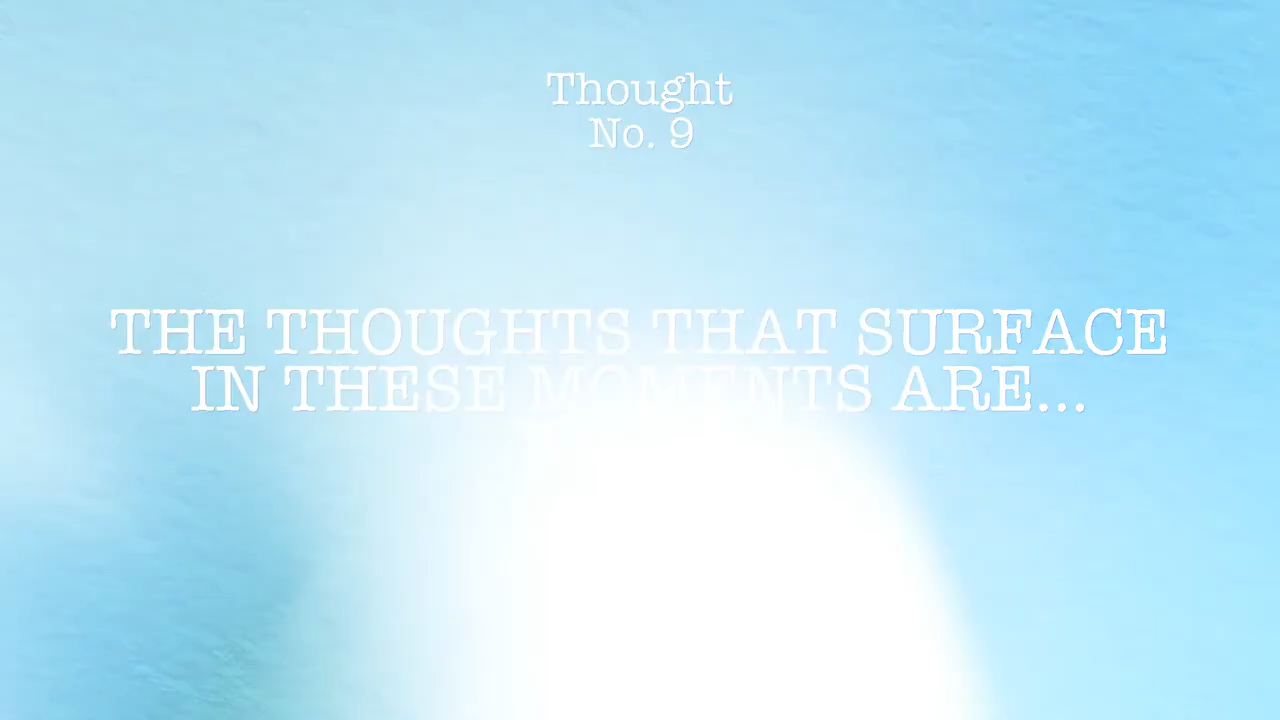 Thought
No. 9
THE THOUGHTS THAT SURFACE
IN THESE MOMENTS ARE...